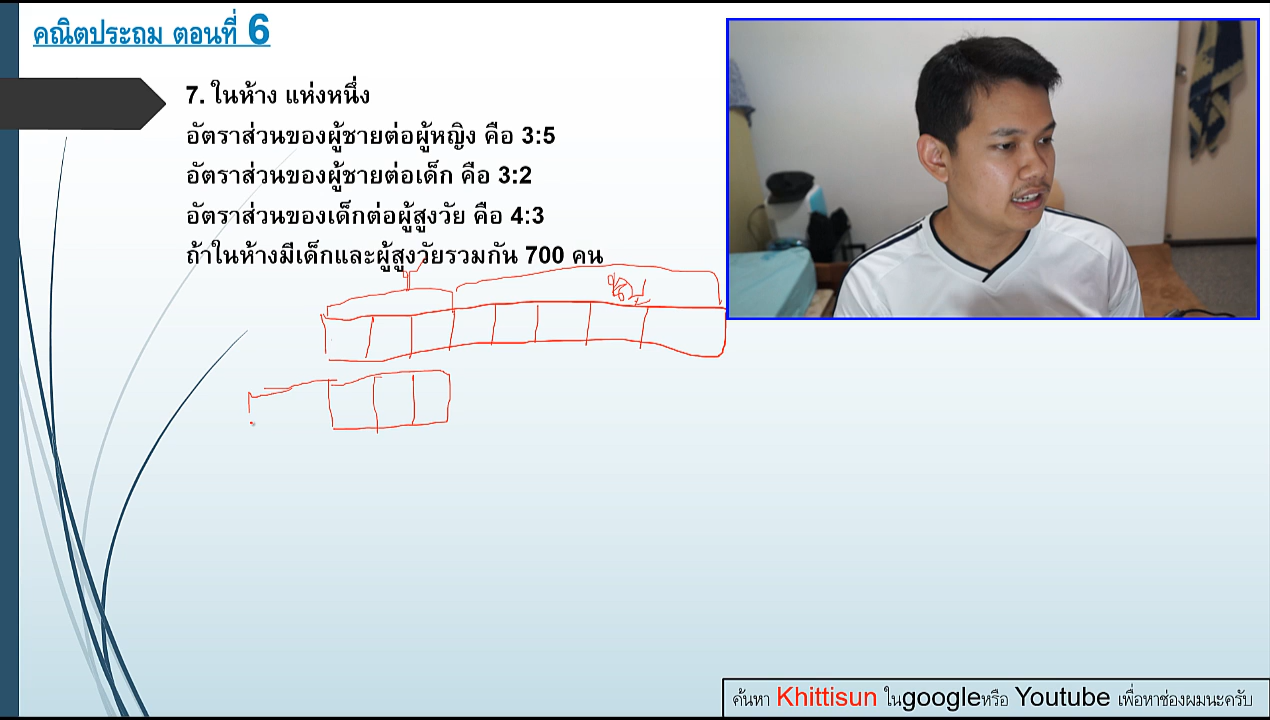 คณิตประถม ตอนที่ 6
7. ในห้าง แห่งหนึ่ง
อัตราส่วนของผู้ชายต่อผู้หญิง คือ 3:5
อัตราส่วนของผู้ชายต่อเด็ก คือ 3:2
อัตราส่วนของเด็กต่อผู้สูงวัย คือ 4:3
ถ้าในห้างมีเด็กและผู้สูงวัยรวมกัน 700 คน
ค้นหา Khittisun ในgoogleหรือ Youtube เพื่อหาช่องผมนะครับ